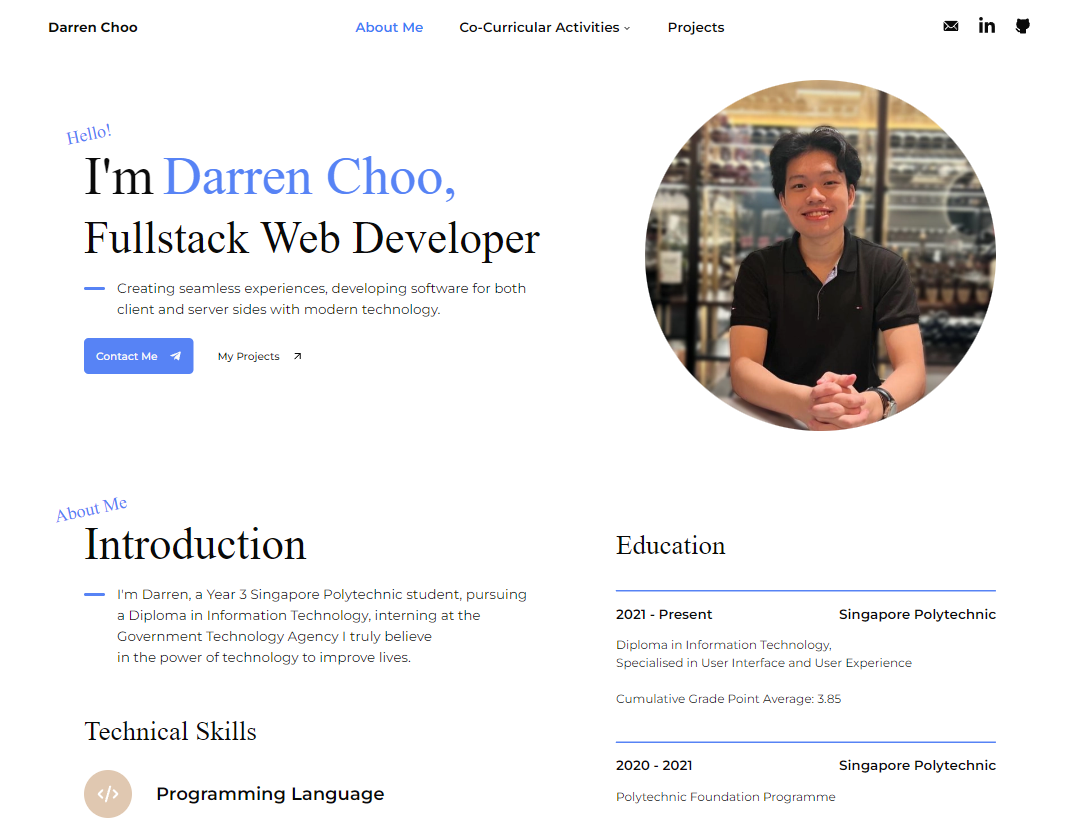 Darren Choo
About Me
Co-Curricular Activities
Projects
Hello!
I'm Darren Choo,
Fullstack Web Developer
Creating seamless experiences, developing software for both
client and server sides with modern technology.
Contact Me
My Projects
About Me
Introduction
I'm Darren, a Year 3 Singapore Polytechnic student, pursuing
a Diploma in Information Technology, interning at the
Government Technology Agency I truly believe
in the power of technology to improve lives.
Technical Skills
Programming Language
Education
2021 - Present
Singapore Polytechnic
Diploma in Information Technology,
Specialised in User Interface and User Experience
Cumulative Grade Point Average: 3.85
2020 - 2021
Singapore Polytechnic
Polytechnic Foundation Programme